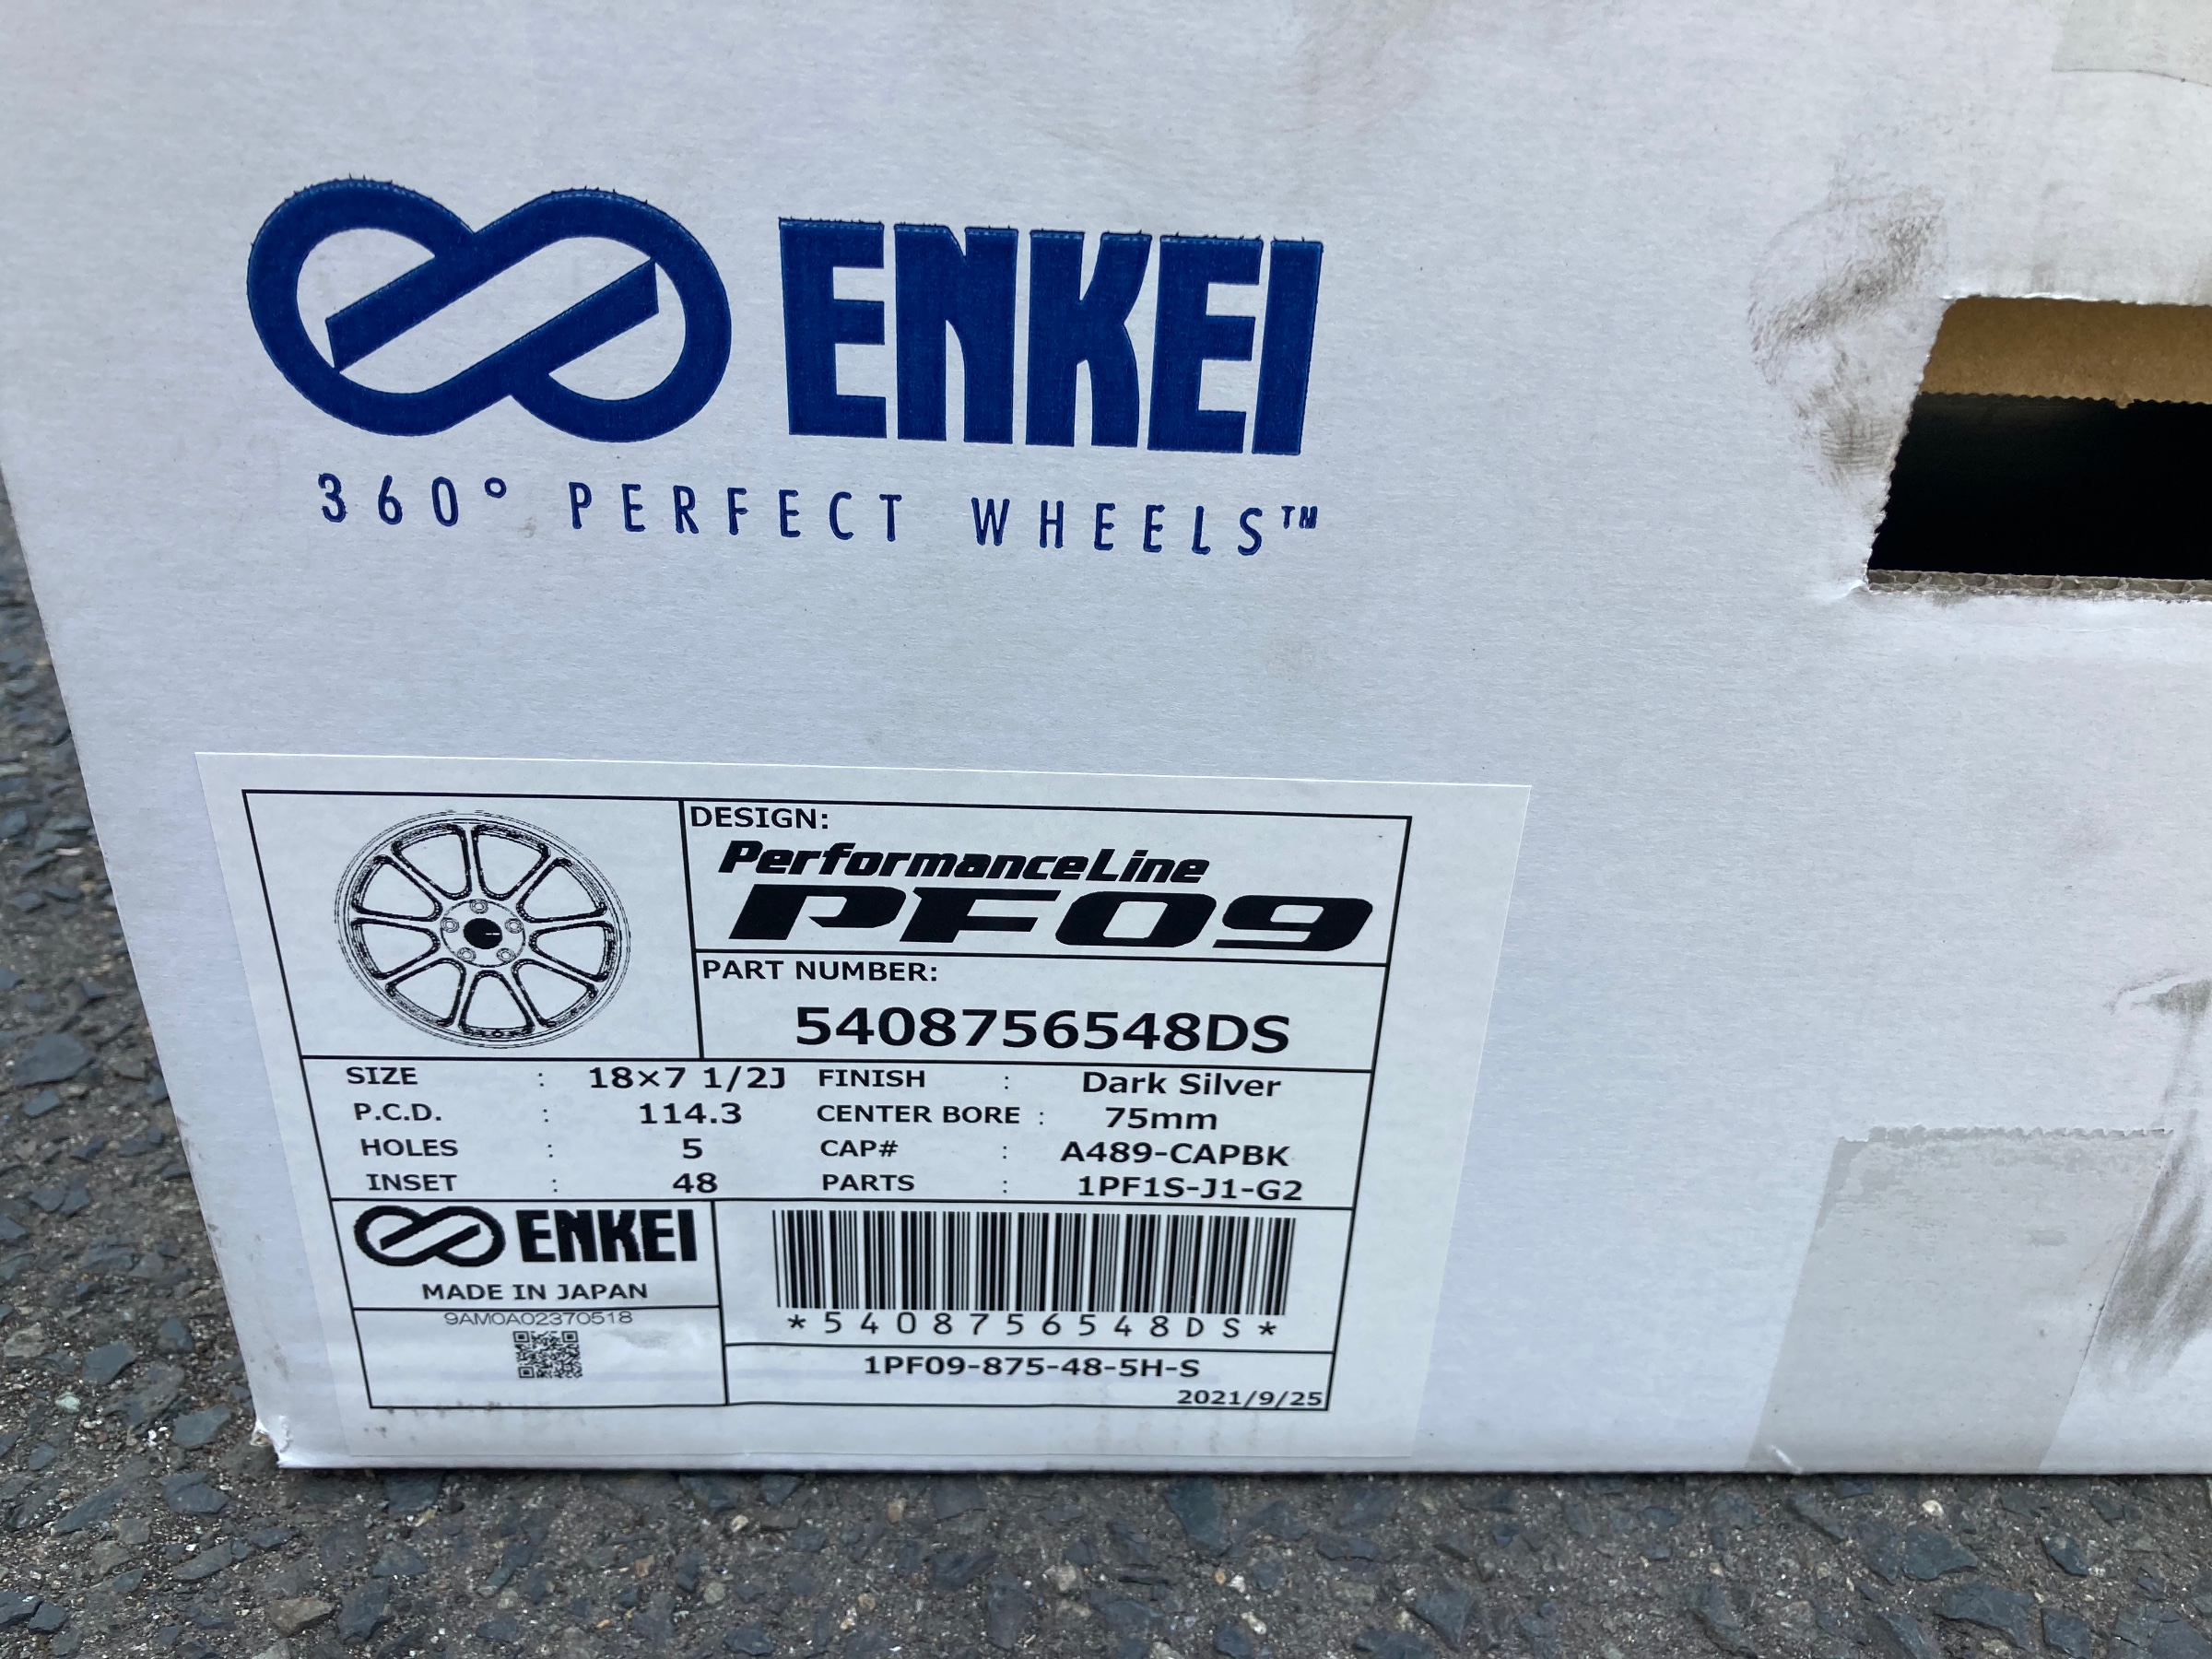 ENKEI
360° PERFECT WHEELS™
DESIGN:
PerformanceLine
PF09
PART NUMBER:
5408756548DS
SIZE : 18×7 1/2J FINISH : Dark Silver
P.C.D. : 114.3 CENTER BORE : 75mm
HOLES : 5 CAP# : A489-CAPBK
INSET : 48 PARTS : 1PF1S-J1-G2
ENKEI
MADE IN JAPAN
9AM0A02370518
*5408756548DS*
1PF09-875-48-5H-S
2021/9/25